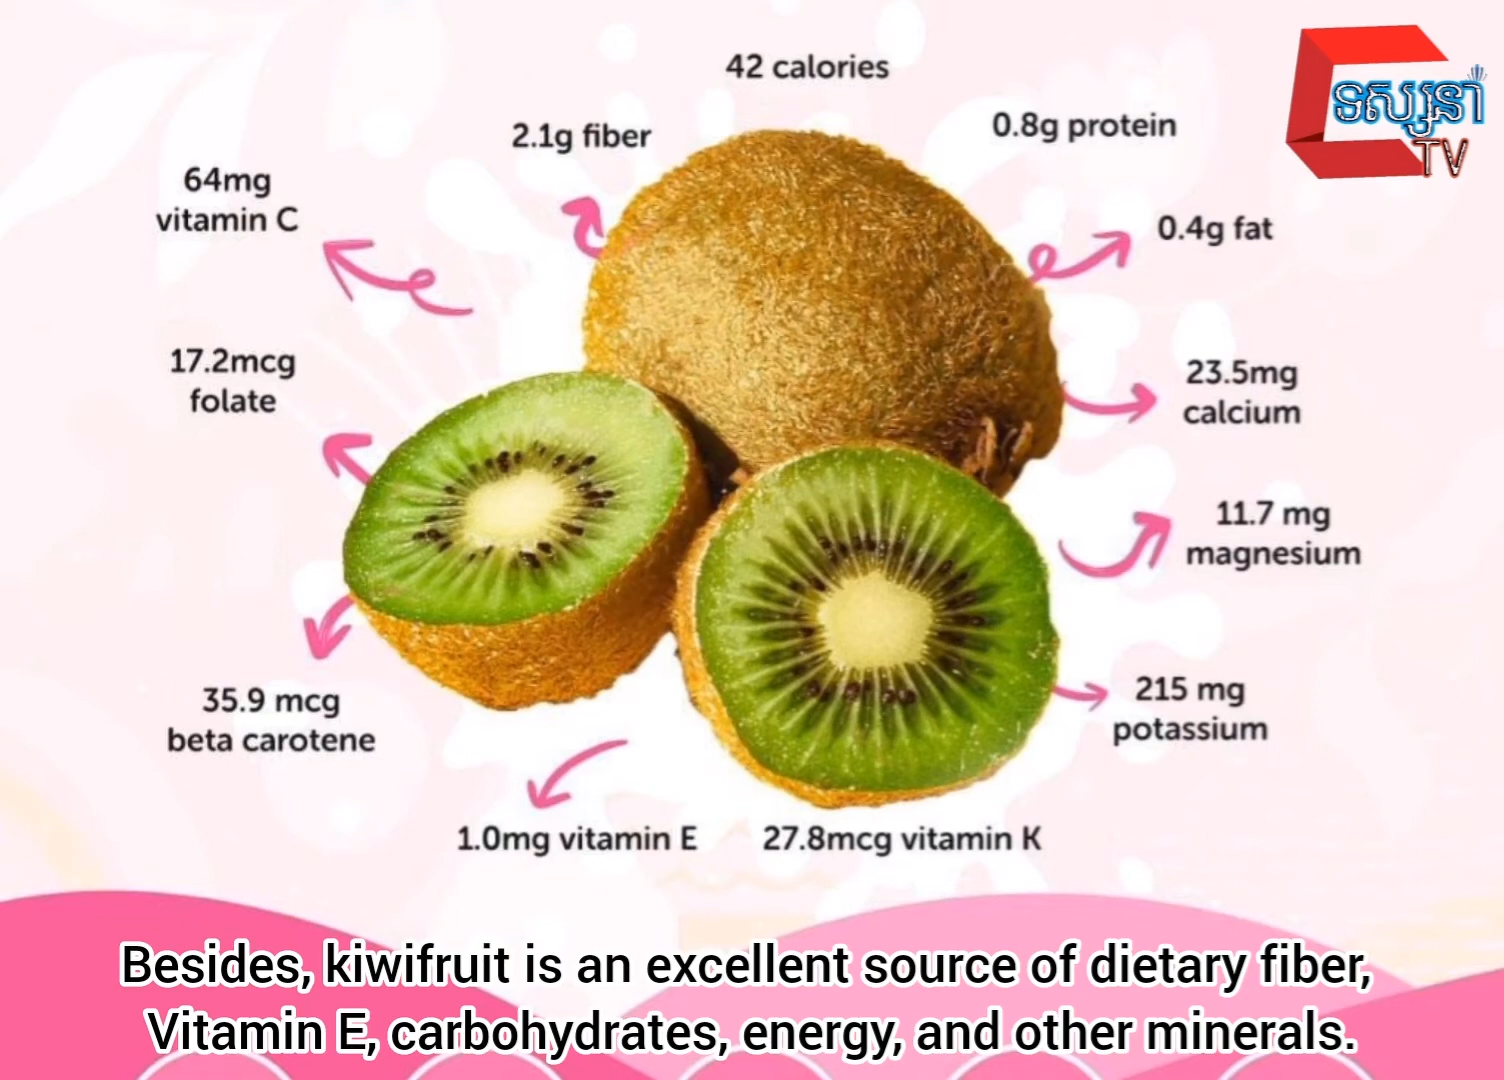 42 calories
2.1g fiber
0.8g protein
64mg
vitamin C
0.4g fat
17.2mcg
folate
23.5mg
calcium
11.7 mg
magnesium
35.9 mcg
beta carotene
215 mg
potassium
1.0mg vitamin E
27.8mcg vitamin K
ទស្សនា
TV
Besides, kiwifruit is an excellent source of dietary fiber,
Vitamin E, carbohydrates, energy, and other minerals.